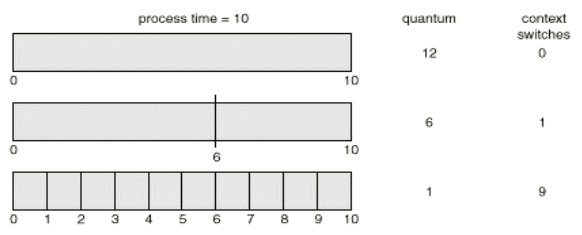 process time = 10 quantum context
switches
12 0
0 10
6 1
0 6 10
1 9
0 1 2 3 4 5 6 7 8 9 10